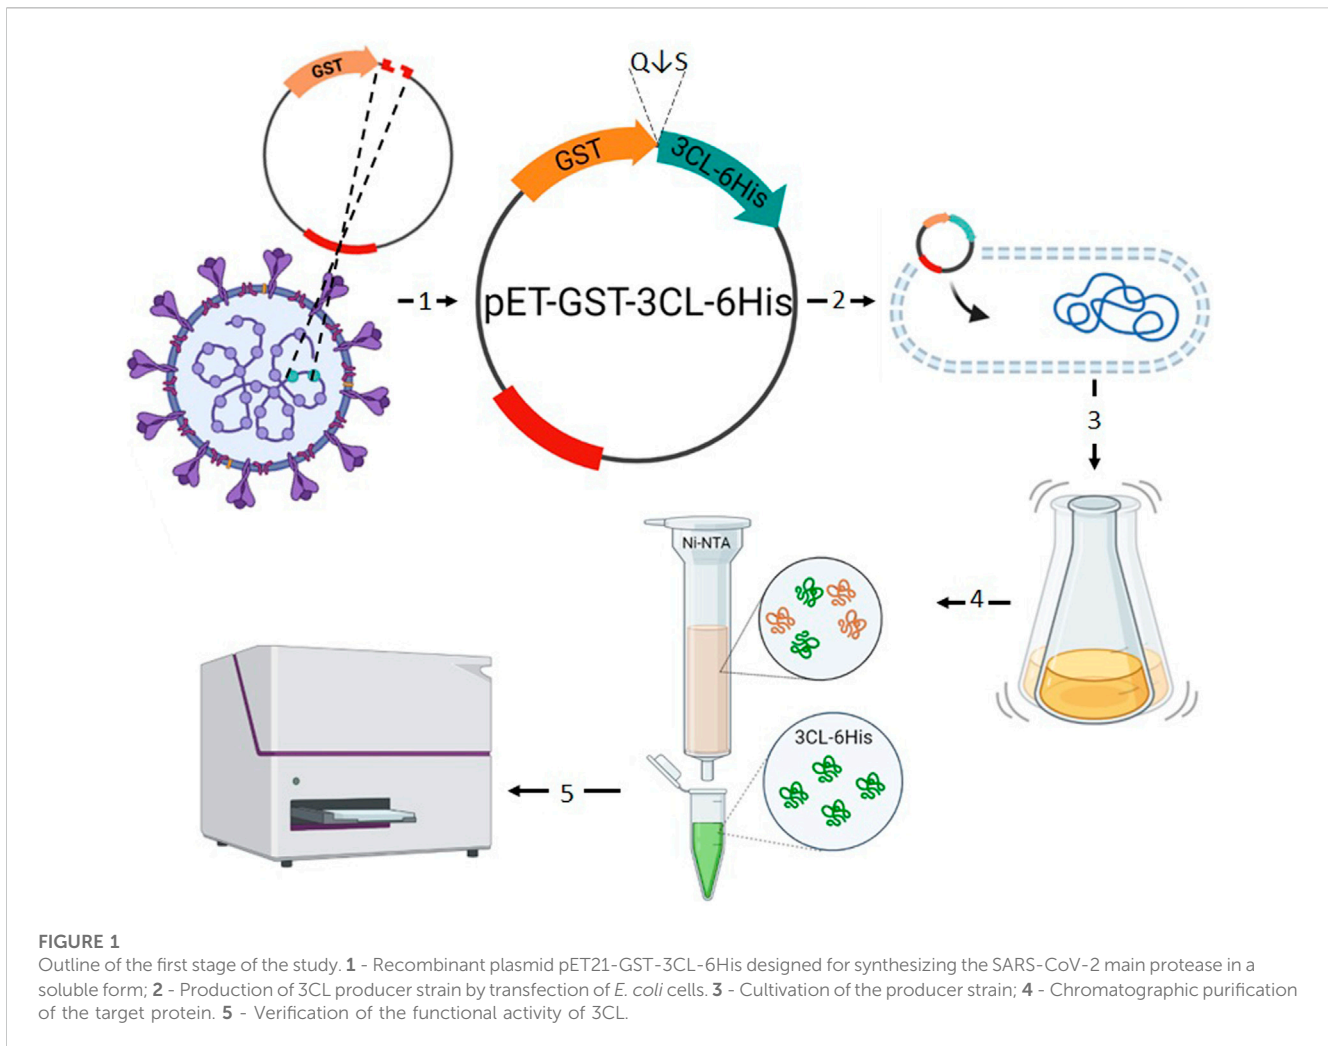 GST
Q↓S
GST
3CL-6His
pET-GST-3CL-6His
1
2
3
4
Ni-NTA
3CL-6His
5
FIGURE 1
Outline of the first stage of the study. 1 - Recombinant plasmid pET21-GST-3CL-6His designed for synthesizing the SARS-CoV-2 main protease in a
soluble form; 2 - Production of 3CL producer strain by transfection of E. coli cells. 3 - Cultivation of the producer strain; 4 - Chromatographic purification
of the target protein. 5 - Verification of the functional activity of 3CL.